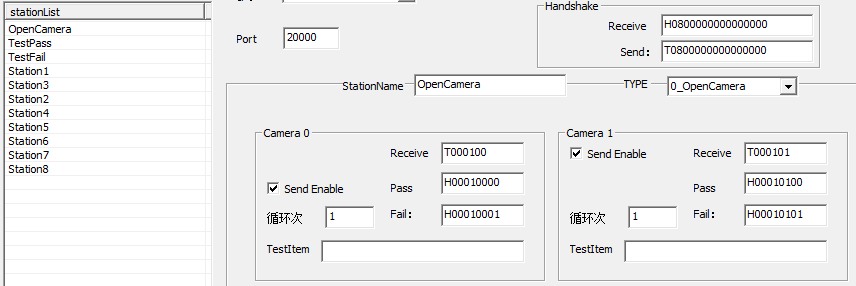 stationList
OpenCamera
TestPass
TestFail
Station1
Station3
Station2
Station4
Station5
Station6
Station7
Station8
Port 20000
Handshake
Receive H0800000000000000
Send: T0800000000000000
StationName OpenCamera TYPE 0_OpenCamera
Camera 0
Receive T000100
Send Enable Pass H00010000
循环次 1 Fail: H00010001
TestItem
Camera 1
Send Enable Receive T000101
Pass H00010100
循环次 1 Fail: H00010101
TestItem